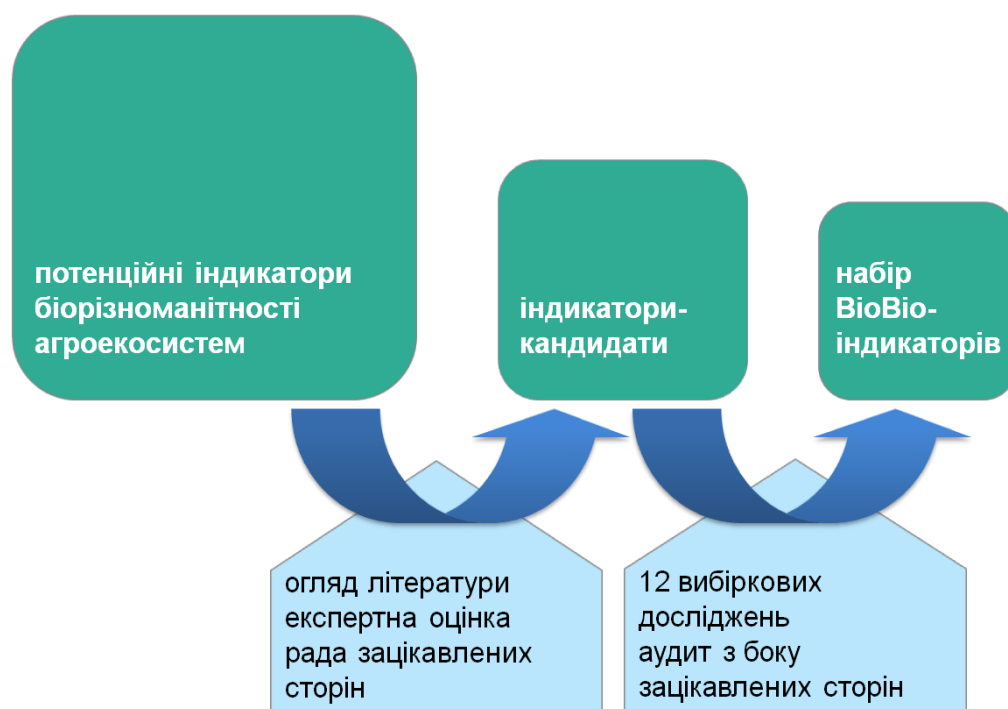 потенційні індикатори
біорізноманітності
агроекосистем
індикатори-
кандидати
набір
BioBio-
індикаторів
огляд літератури
експертна оцінка
рада зацікавлених
сторін
12 вибіркових
досліджень
аудит з боку
зацікавлених сторін